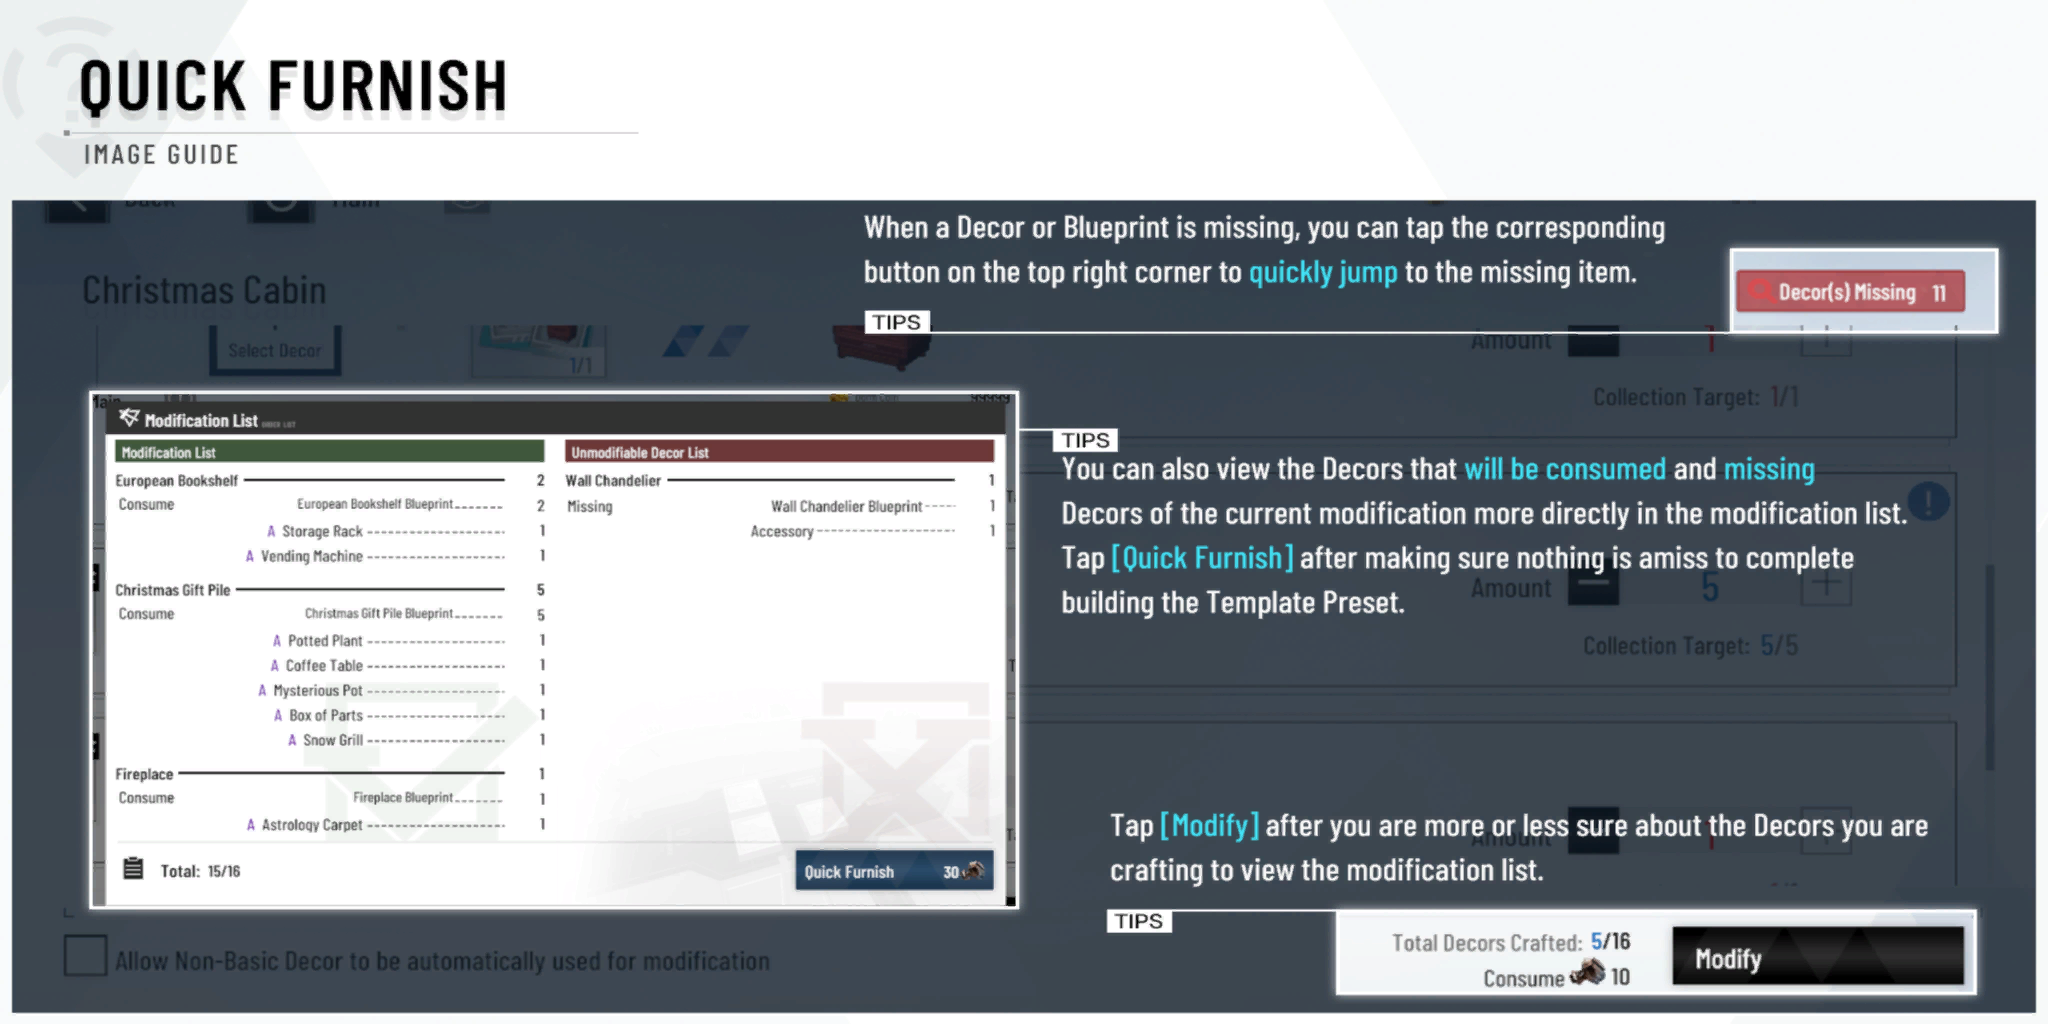 QUICK FURNISH
IMAGE GUIDE
Back
Main
Christmas Cabin
Select Decor
1/1
When a Decor or Blueprint is missing, you can tap the corresponding
button on the top right corner to quickly jump to the missing item.
TIPS
Decor(s) Missing 11
Amount 1
Collection Target: 1/1
Modification List
Modification List
European Bookshelf 2
Consume European Bookshelf Blueprint 2
A Storage Rack 1
A Vending Machine 1
Christmas Gift Pile 5
Consume Christmas Gift Pile Blueprint 5
A Potted Plant 1
A Coffee Table 1
A Mysterious Pot 1
A Box of Parts 1
A Snow Grill 1
Fireplace 1
Consume Fireplace Blueprint 1
A Astrology Carpet 1
Unmodifiable Decor List
Wall Chandelier 1
Missing Wall Chandelier Blueprint 1
Accessory 1
Total: 15/16
Quick Furnish 30
TIPS
You can also view the Decors that will be consumed and missing
Decors of the current modification more directly in the modification list.
Tap [Quick Furnish] after making sure nothing is amiss to complete
building the Template Preset.
Amount 5
Collection Target: 5/5
Tap [Modify] after you are more or less sure about the Decors you are
crafting to view the modification list.
Amount 1
TIPS
Total Decors Crafted: 5/16
Consume 10
Modify
Allow Non-Basic Decor to be automatically used for modification